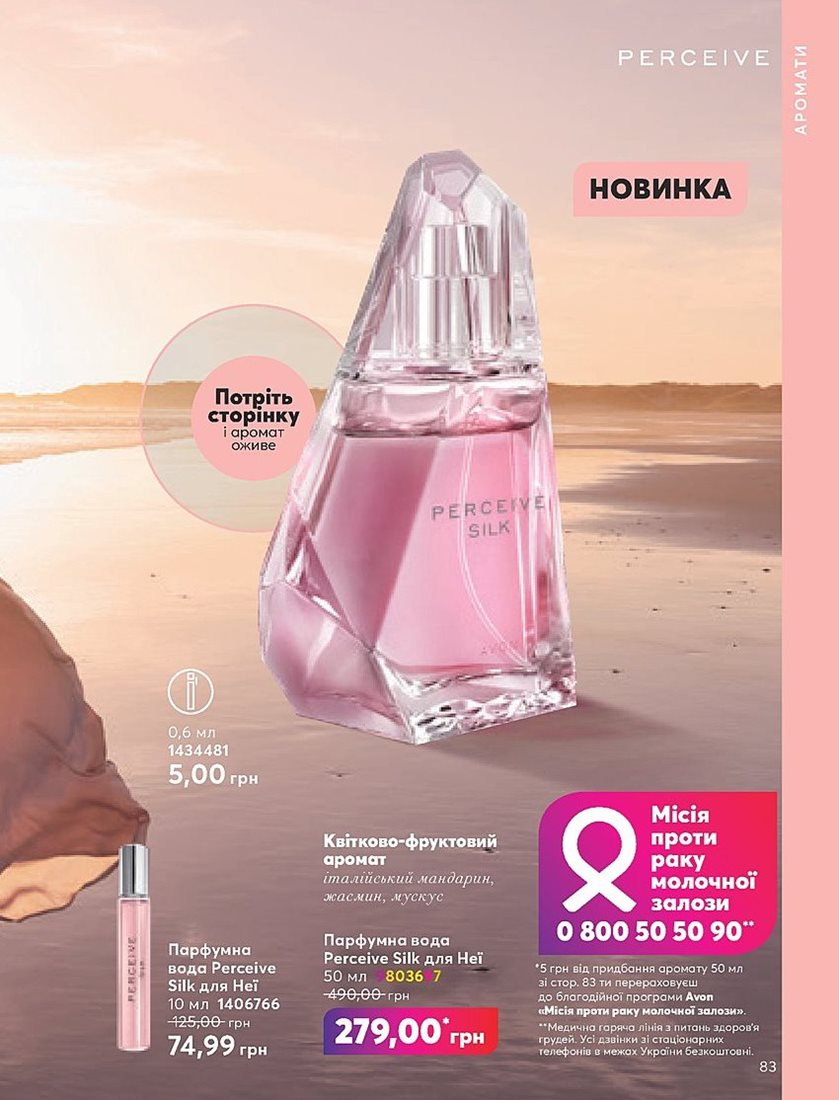 PERCEIVE
АРОМАТИ
НОВИНКА
Потріть
сторінку
і аромат
оживе
PERCEIVE
SILK
AVON
0,6 мл
1434481
5,00 грн
Квітково-фруктовий
аромат
італійський мандарин,
жасмин, мускус
Місія
проти
раку
молочної
залози
0 800 50 50 90**
PERCEIVE
SILK
Парфумна
вода Perceive
Silk для Неї
10 мл 1406766
125,00 грн
74,99 грн
Парфумна вода
Perceive Silk для Неї
50 мл
490,00 грн
279,00* грн
*5 грн від придбання аромату 50 мл
зі стор. 83 ти перераховуєш
до благодійної програми Avon
«Місія проти раку молочної залози».
**Медична гаряча лінія з питань здоров'я
грудей. Усі дзвінки зі стаціонарних
телефонів в межах України безкоштовні.
83